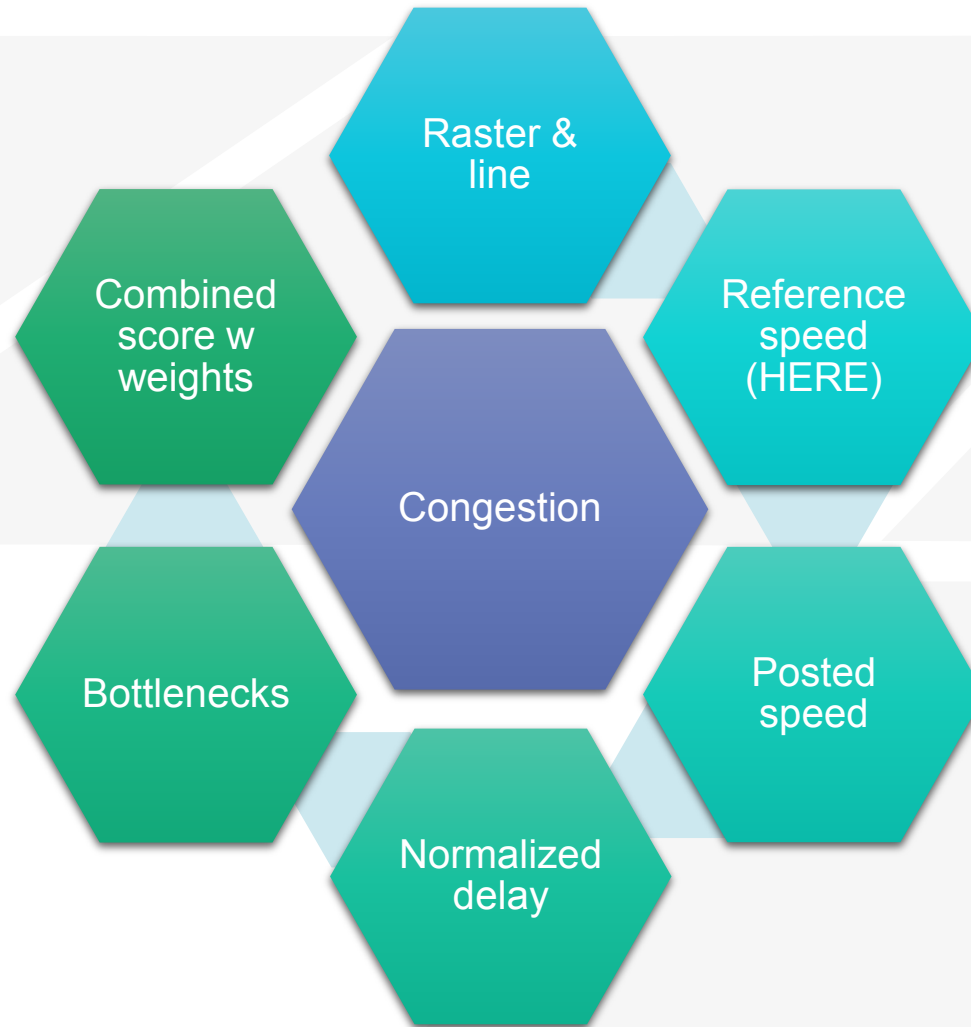 Raster &
line
Reference
speed
(HERE)
Posted
speed
Normalized
delay
Bottlenecks
Combined
score w
weights
Congestion